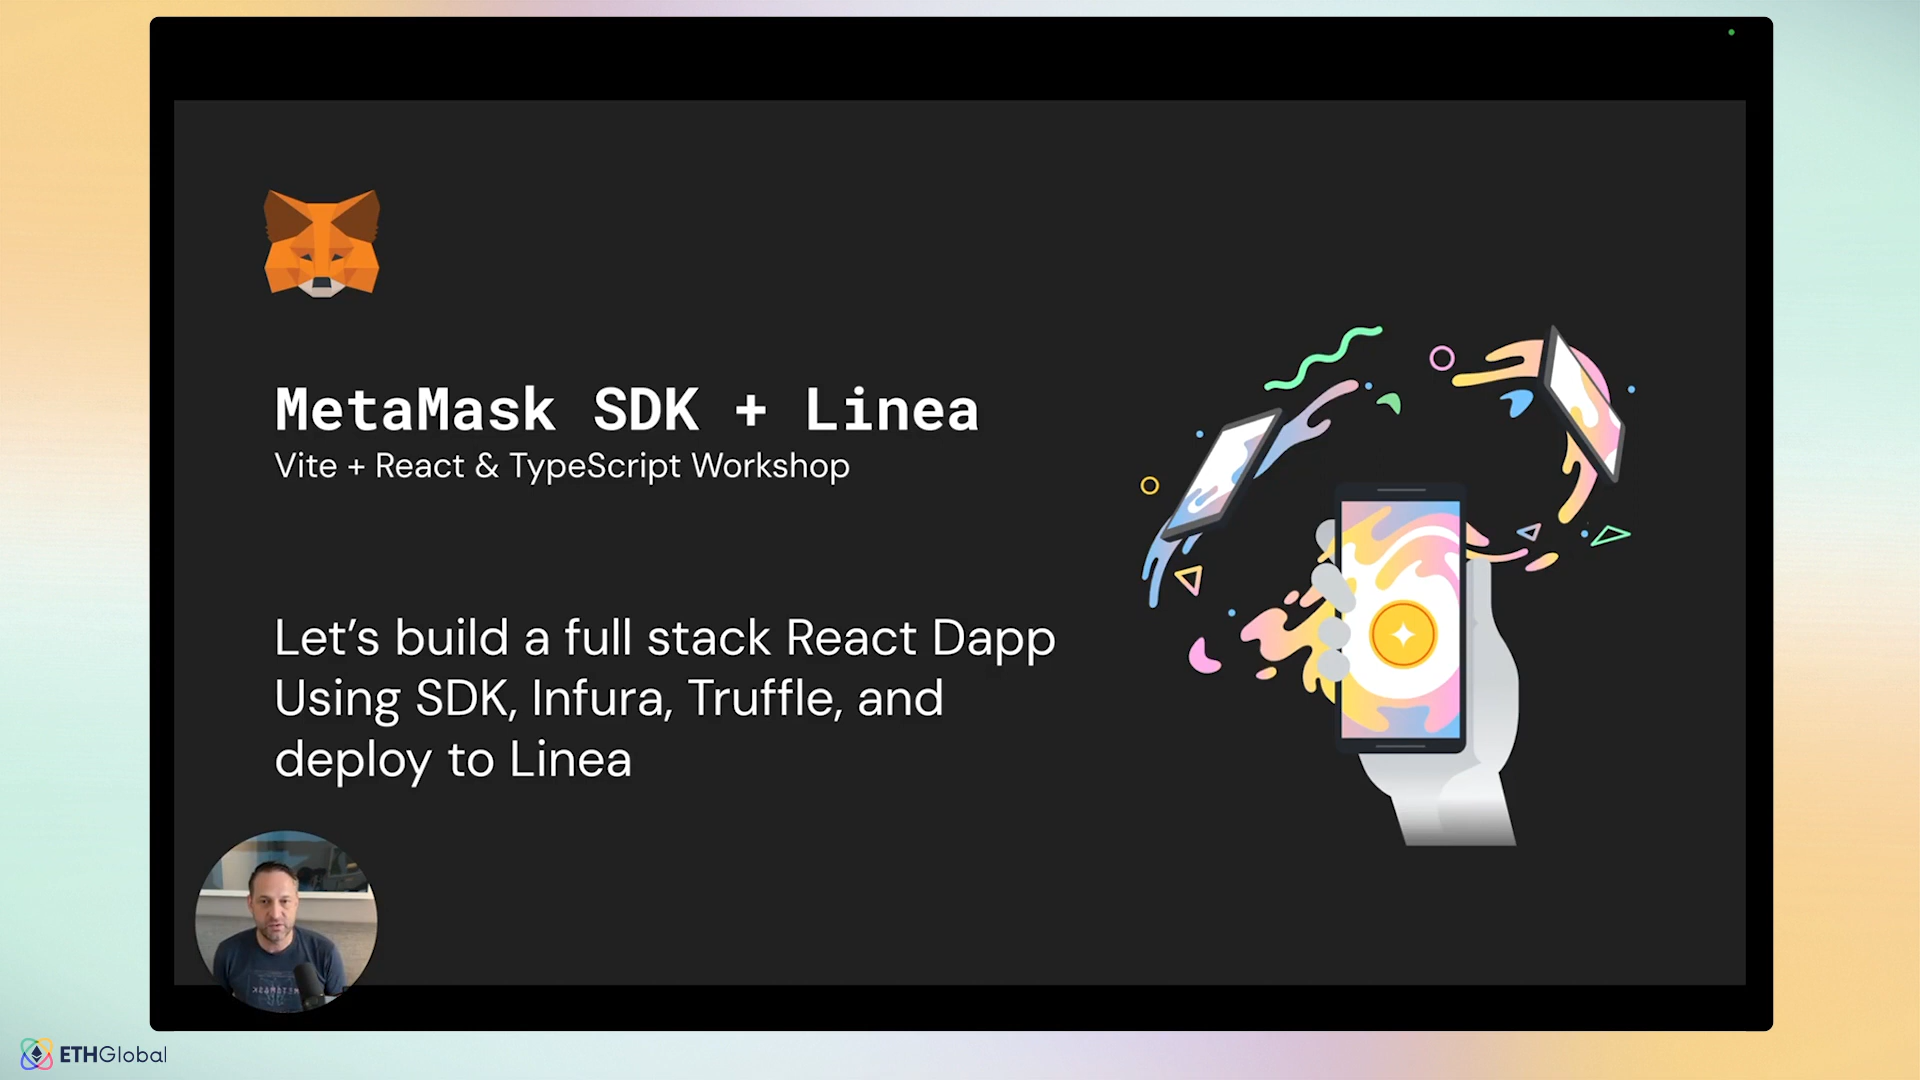 MetaMask SDK + Linea
Vite + React & TypeScript Workshop
Let’s build a full stack React Dapp
Using SDK, Infura, Truffle, and
deploy to Linea
METAMASK
ETHGlobal